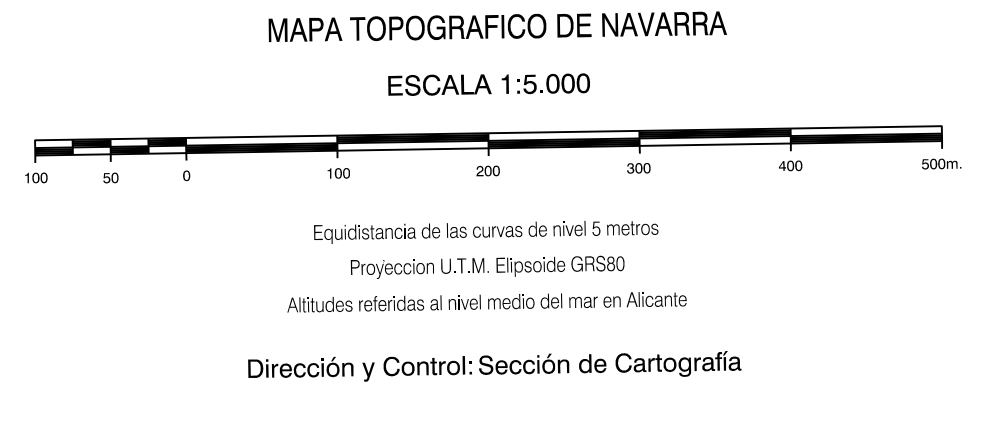 MAPA TOPOGRAFICO DE NAVARRA
ESCALA 1:5.000
100 50 0 100 200 300 400 500m.
Equidistancia de las curvas de nivel 5 metros
Proyeccion U.T.M. Elipsoide GRS80
Altitudes referidas al nivel medio del mar en Alicante
Dirección y Control: Sección de Cartografía